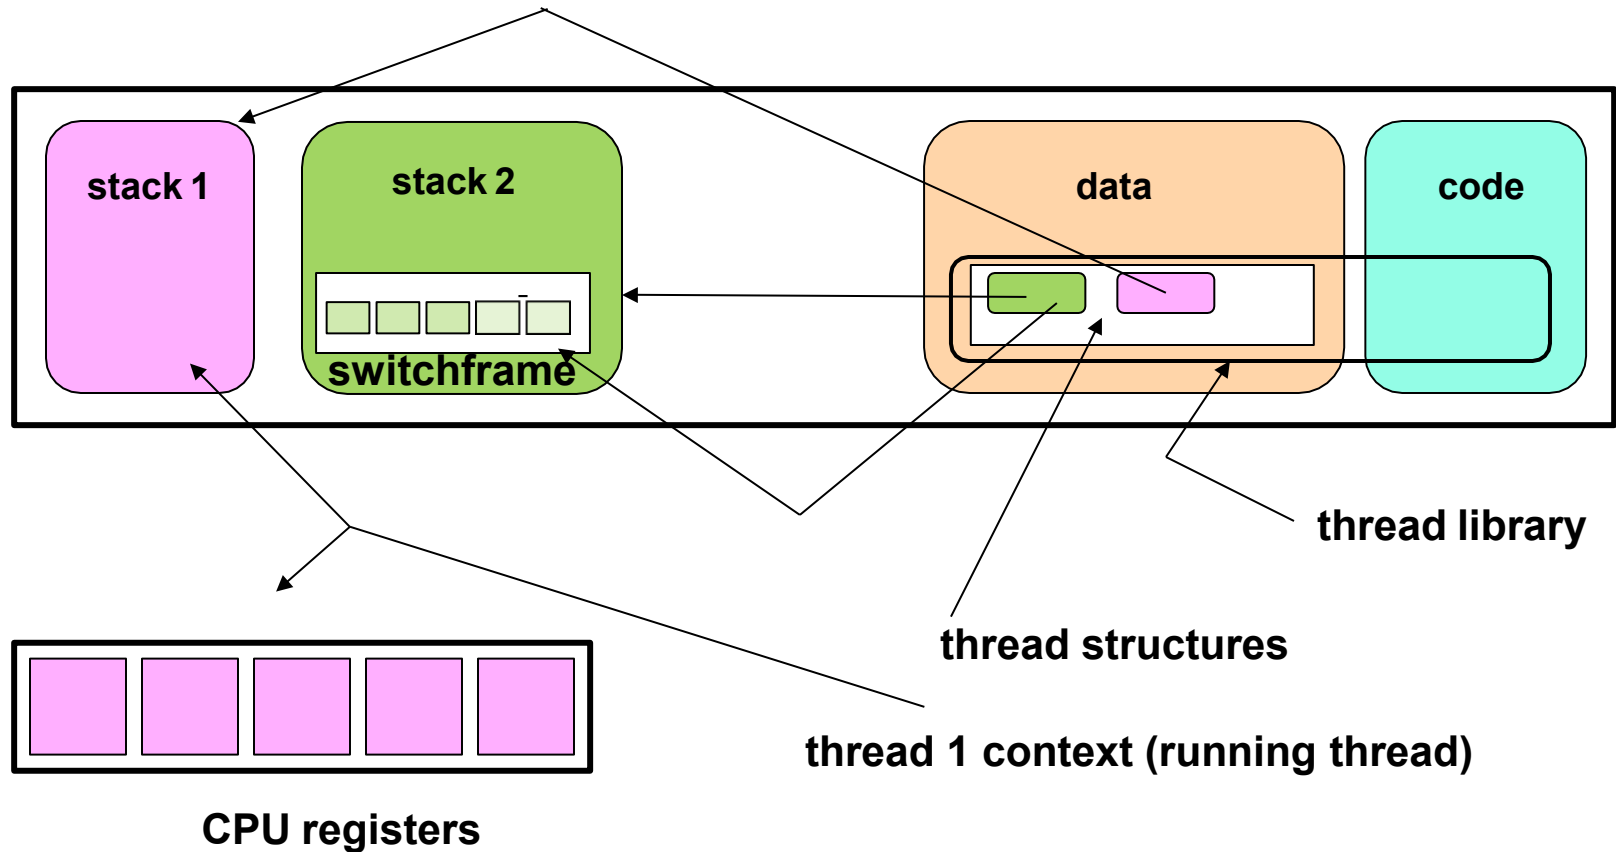 stack 1
stack 2
data
code
switchframe
thread library
thread structures
thread 1 context (running thread)
CPU registers